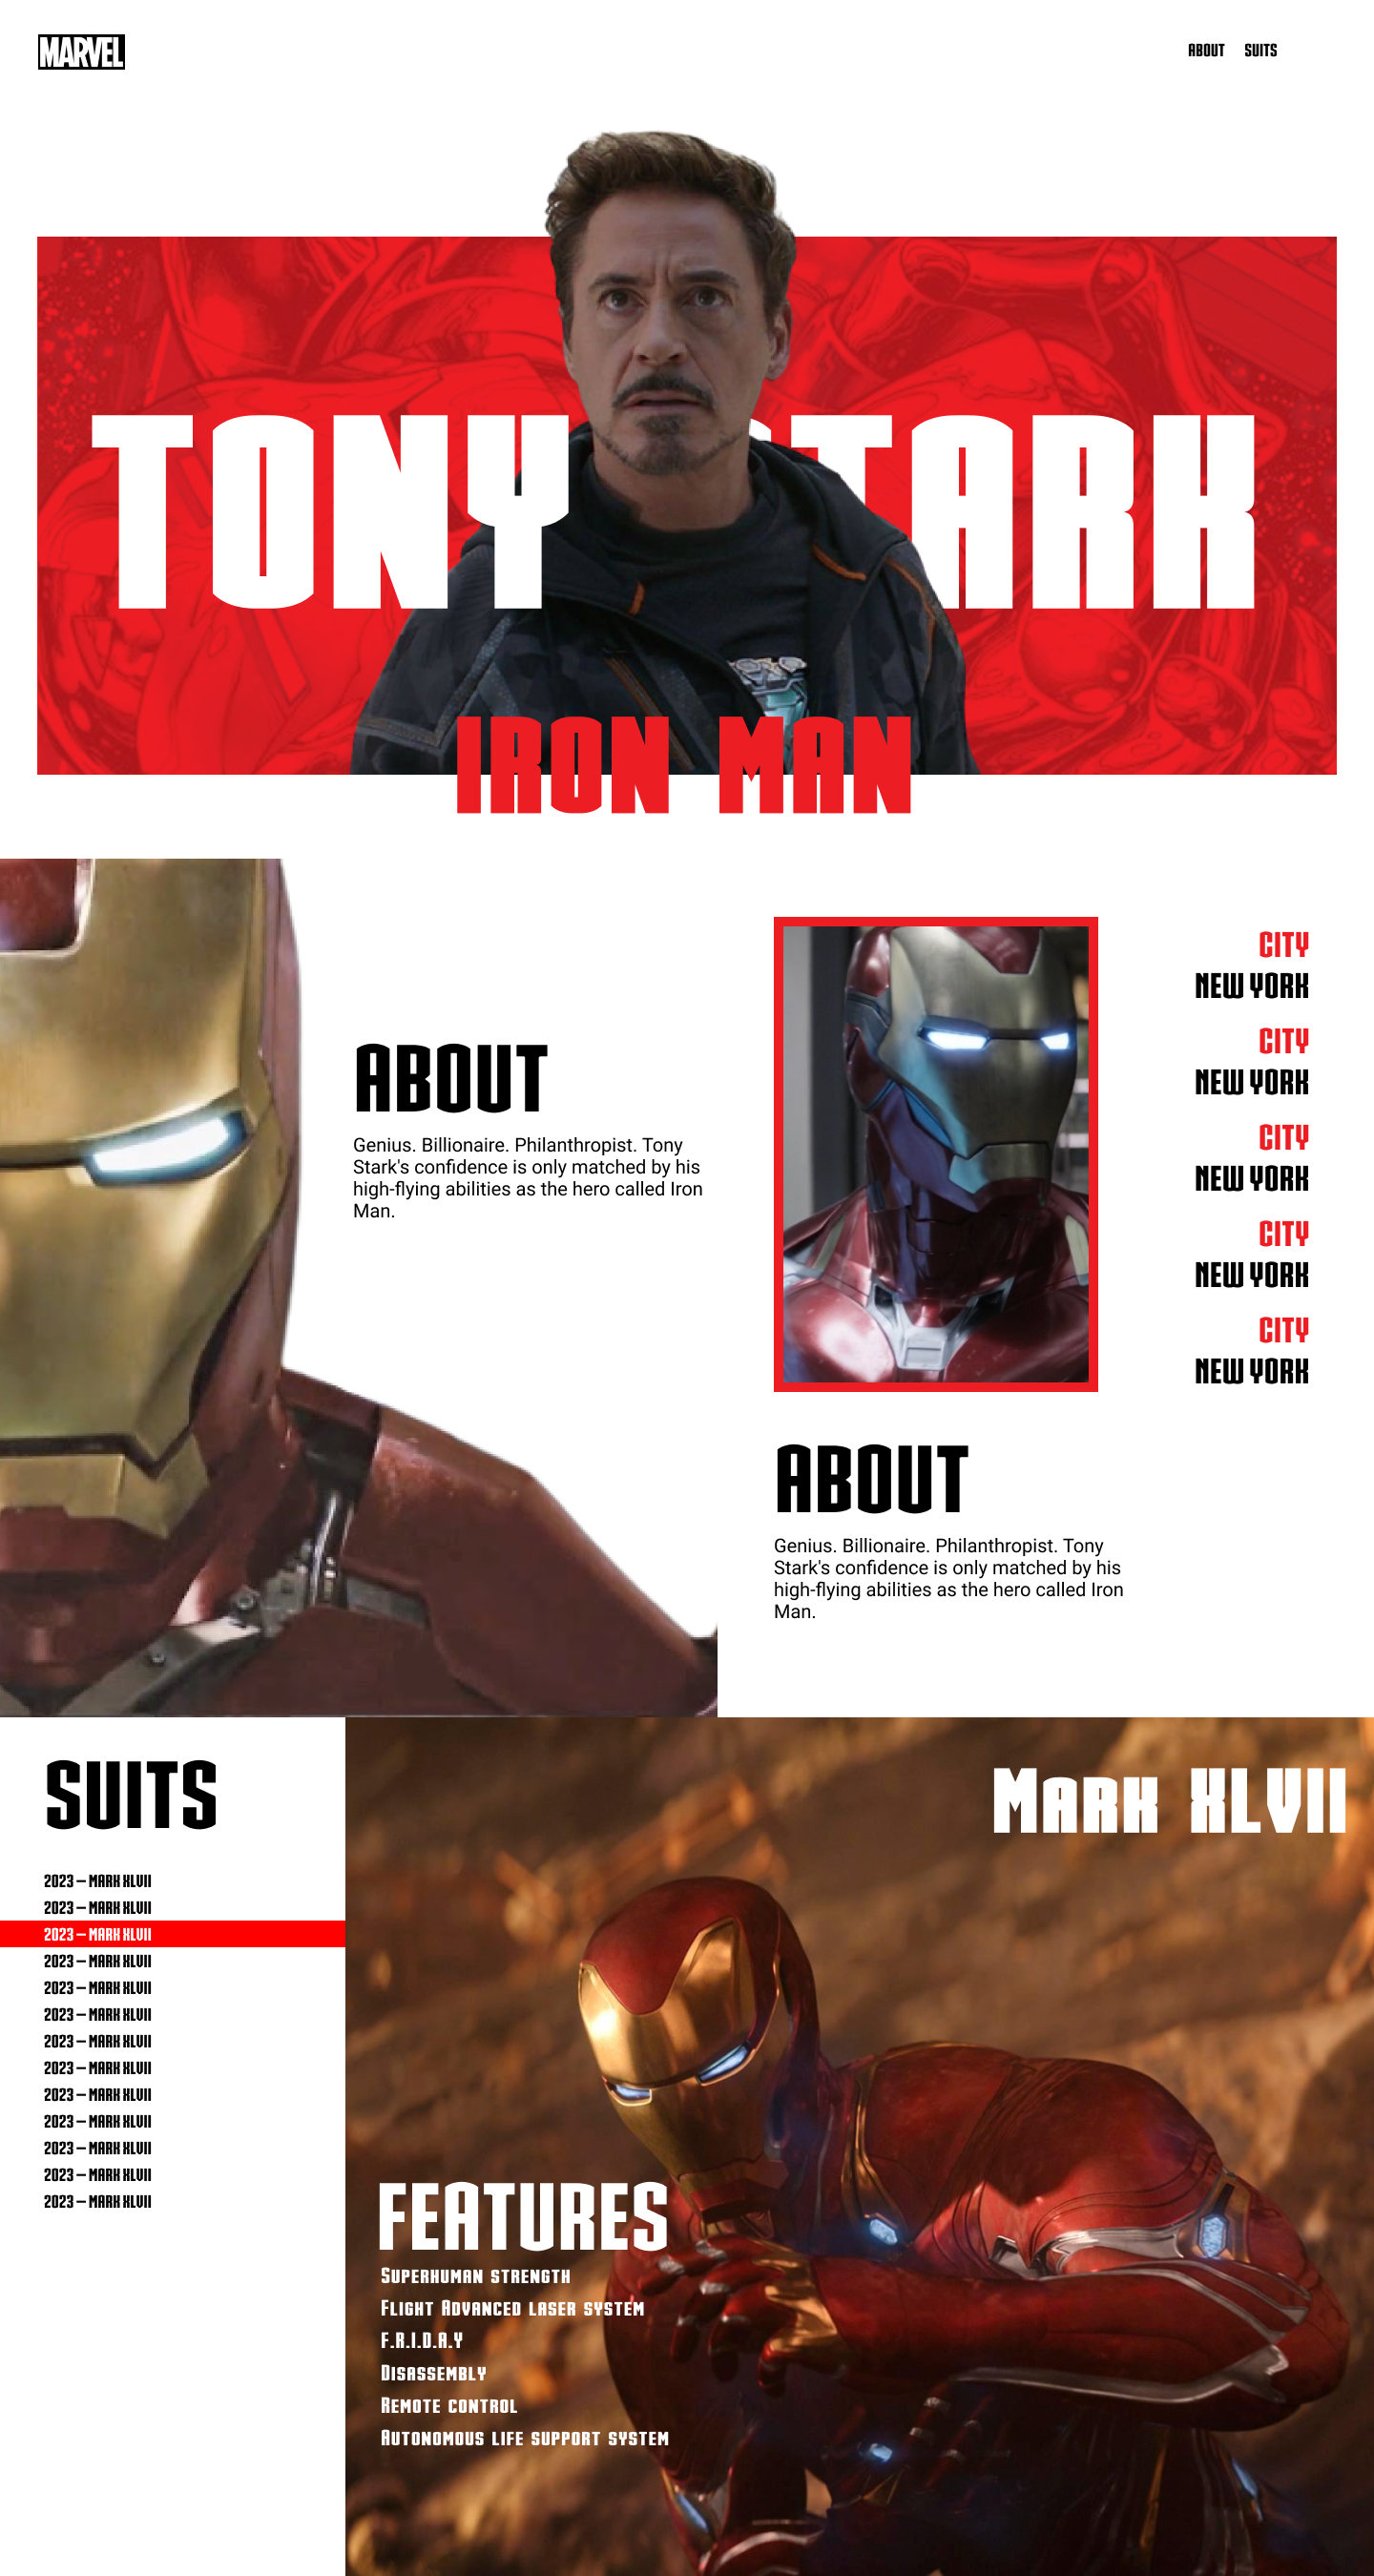 MARVEL
ABOUT SUITS
TONY STARK
IRON MAN
ABOUT
Genius. Billionaire. Philanthropist. Tony
Stark's confidence is only matched by his
high-flying abilities as the hero called Iron
Man.
CITY
NEW YORK
CITY
NEW YORK
CITY
NEW YORK
CITY
NEW YORK
CITY
NEW YORK
ABOUT
Genius. Billionaire. Philanthropist. Tony
Stark's confidence is only matched by his
high-flying abilities as the hero called Iron
Man.
SUITS
2023 – MARK XLVII
2023 – MARK XLVII
2023 – MARK XLVII
2023 – MARK XLVII
2023 – MARK XLVII
2023 – MARK XLVII
2023 – MARK XLVII
2023 – MARK XLVII
2023 – MARK XLVII
2023 – MARK XLVII
2023 – MARK XLVII
2023 – MARK XLVII
2023 – MARK XLVII
Mark XLVII
FEATURES
Superhuman strength
Flight Advanced laser system
F.R.I.D.A.Y
Disassembly
Remote control
Autonomous life support system